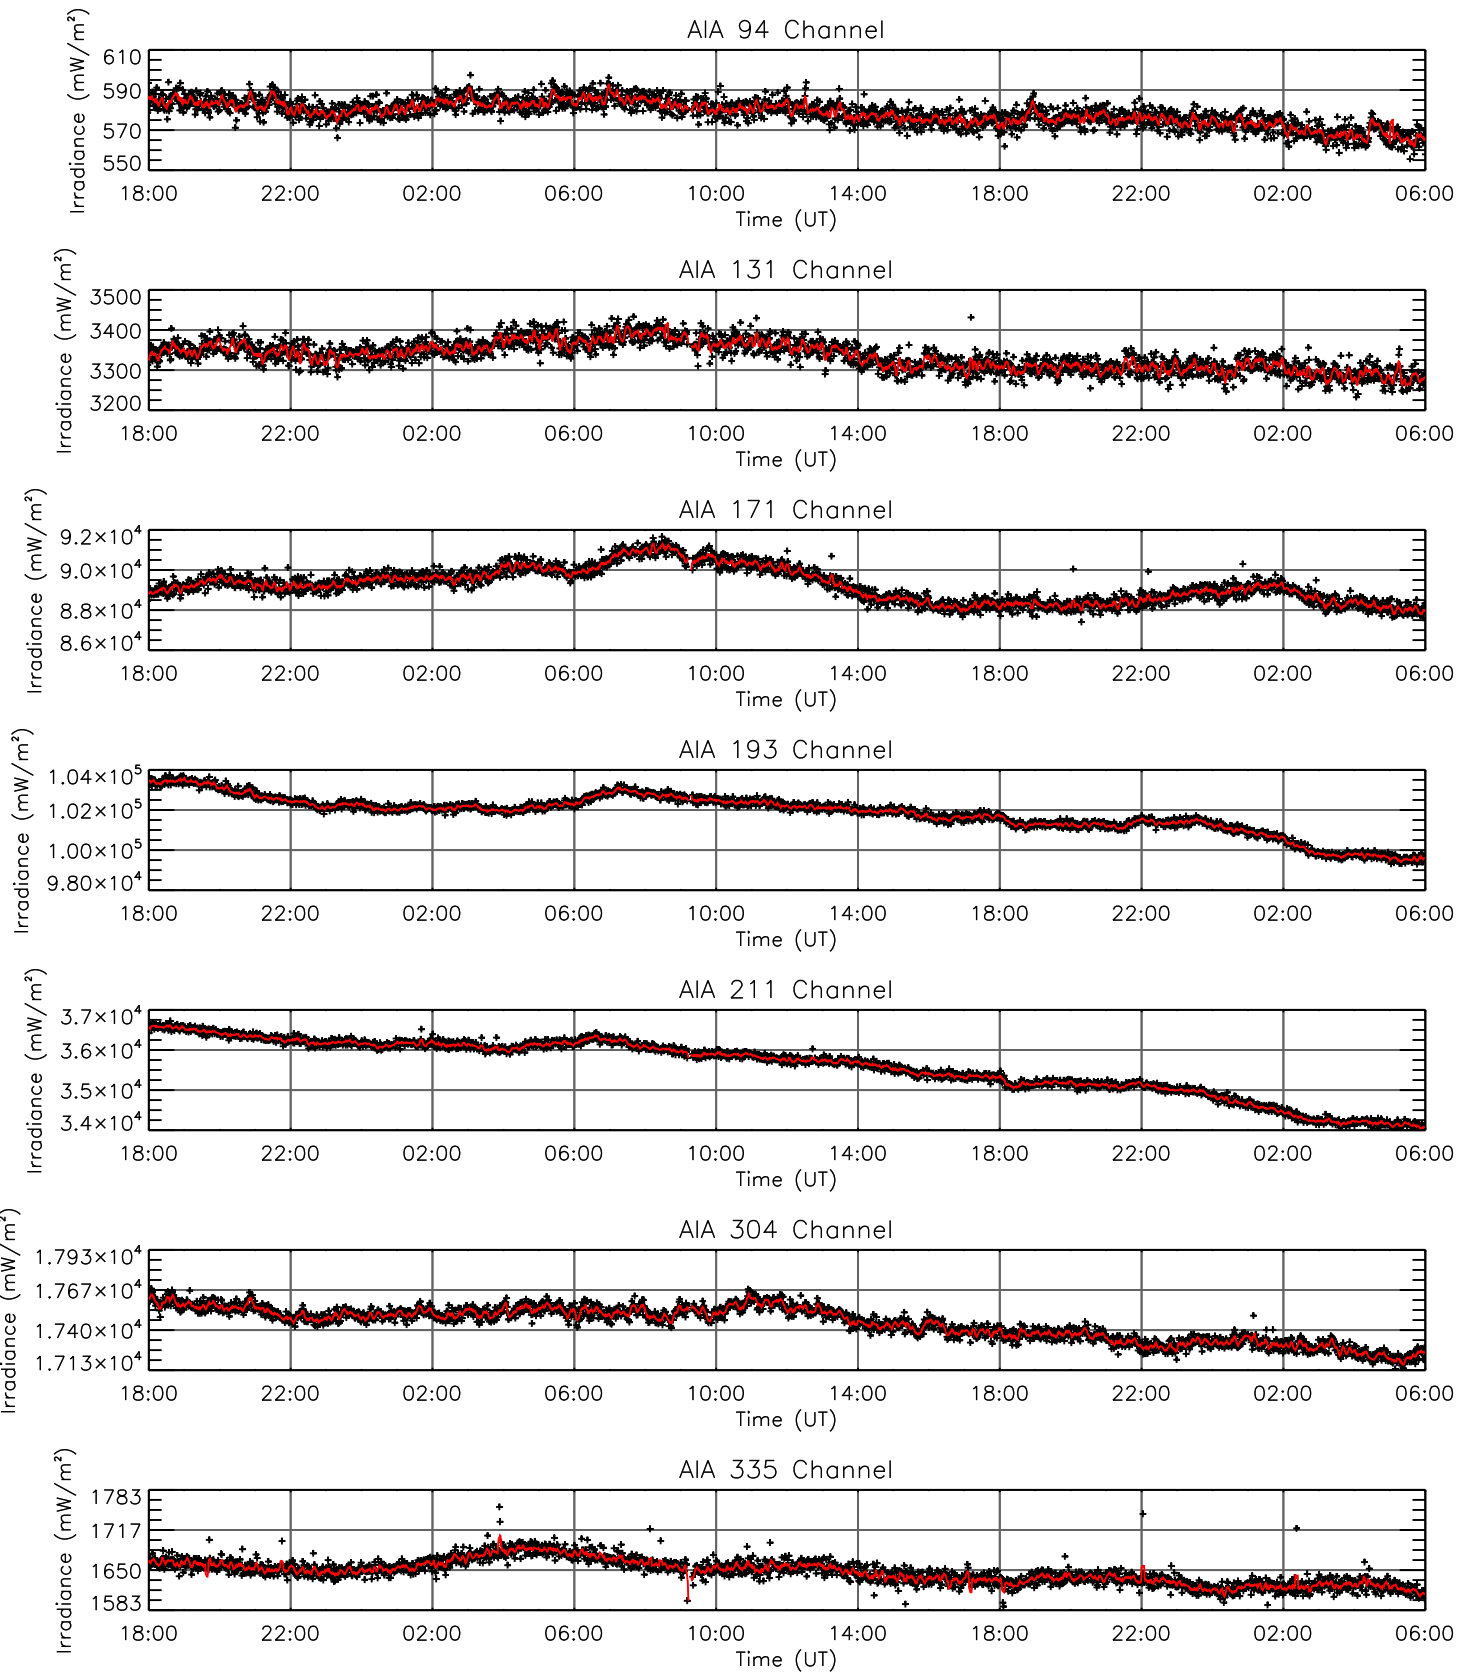 AIA 94 Channel
Irradiance (mW/m²)
610
590
570
550
18:00 22:00 02:00 06:00 10:00 14:00 18:00 22:00 02:00 06:00
Time (UT)
AIA 131 Channel
Irradiance (mW/m²)
3500
3400
3300
3200
18:00 22:00 02:00 06:00 10:00 14:00 18:00 22:00 02:00 06:00
Time (UT)
AIA 171 Channel
Irradiance (mW/m²)
9.2×10⁴
9.0×10⁴
8.8×10⁴
8.6×10⁴
18:00 22:00 02:00 06:00 10:00 14:00 18:00 22:00 02:00 06:00
Time (UT)
AIA 193 Channel
Irradiance (mW/m²)
1.04×10⁵
1.02×10⁵
1.00×10⁵
9.80×10⁴
18:00 22:00 02:00 06:00 10:00 14:00 18:00 22:00 02:00 06:00
Time (UT)
AIA 211 Channel
Irradiance (mW/m²)
3.7×10⁴
3.6×10⁴
3.5×10⁴
3.4×10⁴
18:00 22:00 02:00 06:00 10:00 14:00 18:00 22:00 02:00 06:00
Time (UT)
AIA 304 Channel
Irradiance (mW/m²)
1.793×10⁴
1.767×10⁴
1.740×10⁴
1.713×10⁴
18:00 22:00 02:00 06:00 10:00 14:00 18:00 22:00 02:00 06:00
Time (UT)
AIA 335 Channel
Irradiance (mW/m²)
1783
1717
1650
1583
18:00 22:00 02:00 06:00 10:00 14:00 18:00 22:00 02:00 06:00
Time (UT)